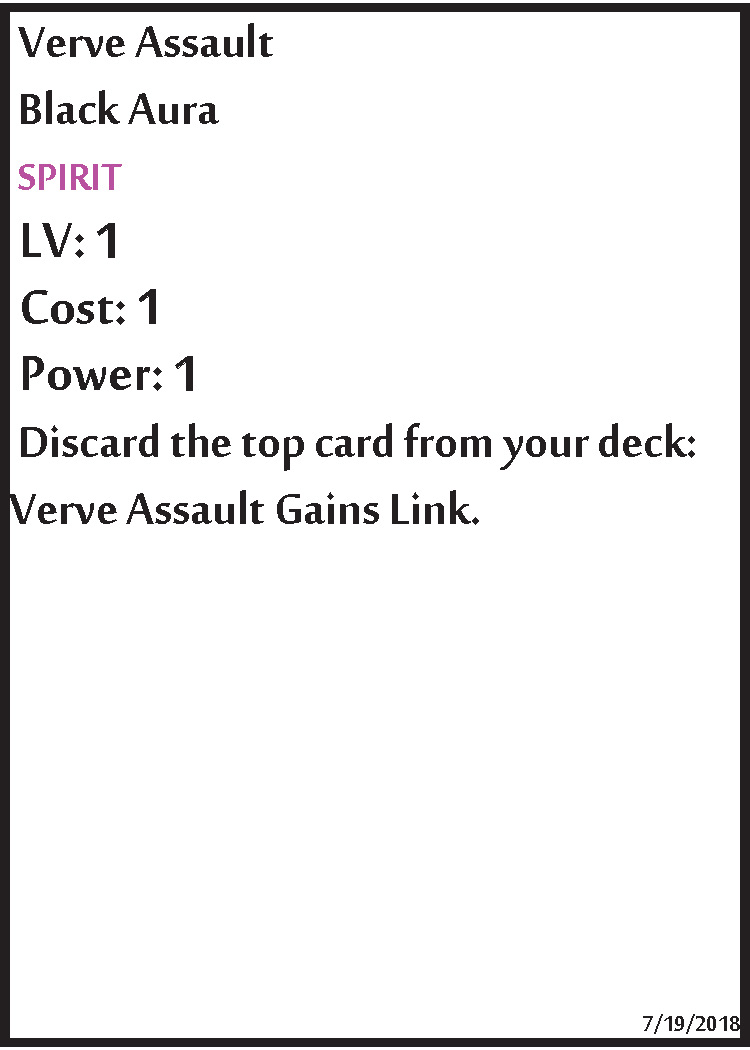 Verve Assault
Black Aura
SPIRIT
LV: 1
Cost: 1
Power: 1
Discard the top card from your deck:
Verve Assault Gains Link.
7/19/2018